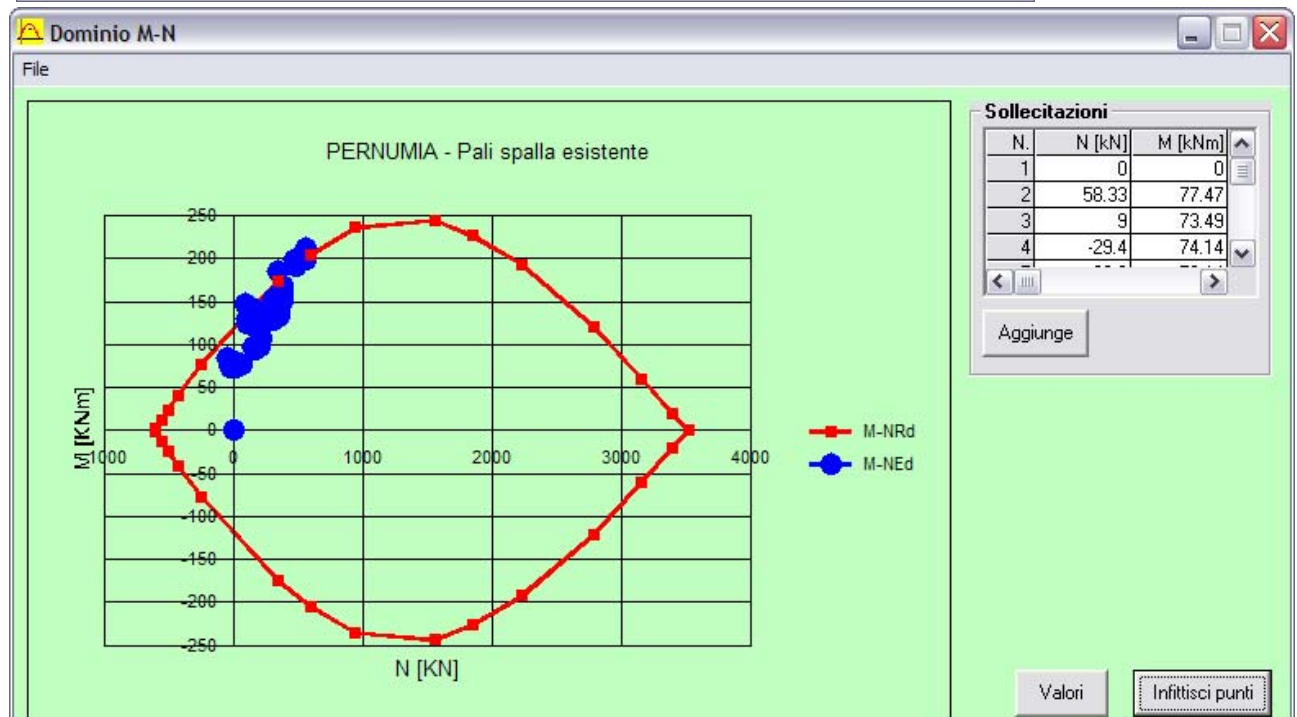 Dominio M-N
File
PERNUMIA - Pali spalla esistente
250
200
150
100
50
0
-50
-100
-150
-200
-250
M [KNm]
1000 0 1000 2000 3000 4000
N [KN]
M-NRd
M-NEd
Sollecitazioni
N. N [kN] M [kNm]
1 0 0
2 58.33 77.47
3 9 73.49
4 -29.4 74.14
Aggiunge
Valori Infittisci punti